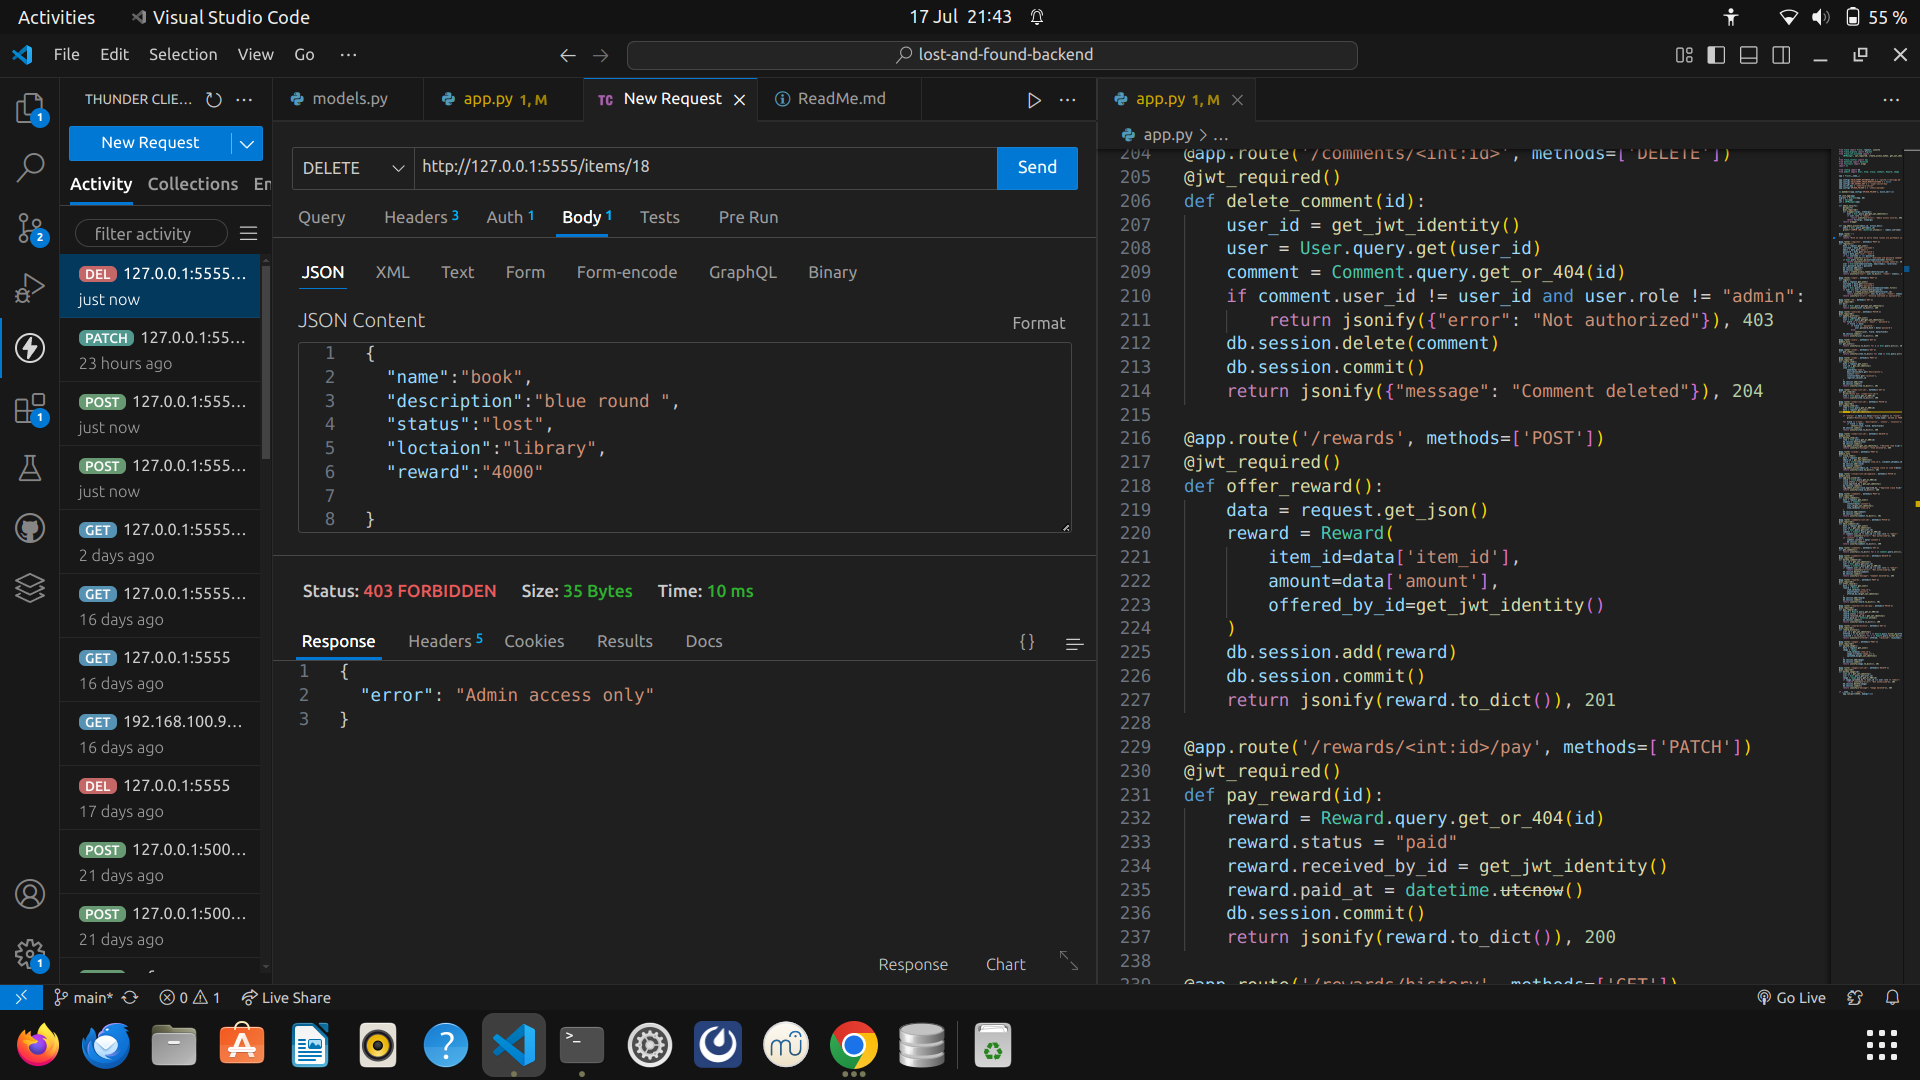 Activities
Visual Studio Code
17 Jul 21:43
55 %
File Edit Selection View Go ···
lost-and-found-backend
THUNDER CLIE...
New Request
Activity Collections En
filter activity
DEL 127.0.0.1:5555...
just now
PATCH 127.0.0.1:55...
23 hours ago
POST 127.0.0.1:555...
just now
POST 127.0.0.1:555...
just now
GET 127.0.0.1:5555...
2 days ago
GET 127.0.0.1:5555...
16 days ago
GET 127.0.0.1:5555
16 days ago
GET 192.168.100.9...
16 days ago
DEL 127.0.0.1:5555
17 days ago
POST 127.0.0.1:500...
21 days ago
POST 127.0.0.1:500...
21 days ago
models.py
app.py 1, M
TC New Request
ReadMe.md
DELETE http://127.0.0.1:5555/items/18 Send
Query Headers 3 Auth 1 Body 1 Tests Pre Run
JSON XML Text Form Form-encode GraphQL Binary
JSON Content Format
1 {
2 "name":"book",
3 "description":"blue round ",
4 "status":"lost",
5 "loctaion":"library",
6 "reward":"4000"
7
8 }
Status: 403 FORBIDDEN Size: 35 Bytes Time: 10 ms
Response Headers 5 Cookies Results Docs {}
1 {
2 "error": "Admin access only"
3 }
Response Chart
app.py 1, M
app.py > ...
204 @app.route('/comments/<int:id>', methods=['DELETE'])
205 @jwt_required()
206 def delete_comment(id):
207 user_id = get_jwt_identity()
208 user = User.query.get(user_id)
209 comment = Comment.query.get_or_404(id)
210 if comment.user_id != user_id and user.role != "admin":
211 return jsonify({"error": "Not authorized"}), 403
212 db.session.delete(comment)
213 db.session.commit()
214 return jsonify({"message": "Comment deleted"}), 204
215
216 @app.route('/rewards', methods=['POST'])
217 @jwt_required()
218 def offer_reward():
219 data = request.get_json()
220 reward = Reward(
221 item_id=data['item_id'],
222 amount=data['amount'],
223 offered_by_id=get_jwt_identity()
224 )
225 db.session.add(reward)
226 db.session.commit()
227 return jsonify(reward.to_dict()), 201
228
229 @app.route('/rewards/<int:id>/pay', methods=['PATCH'])
230 @jwt_required()
231 def pay_reward(id):
232 reward = Reward.query.get_or_404(id)
233 reward.status = "paid"
234 reward.received_by_id = get_jwt_identity()
235 reward.paid_at = datetime.utcnow()
236 db.session.commit()
237 return jsonify(reward.to_dict()), 200
238
239 @app.route('/rewards/history', methods=['GET'])
main* 0 1 Live Share
Go Live